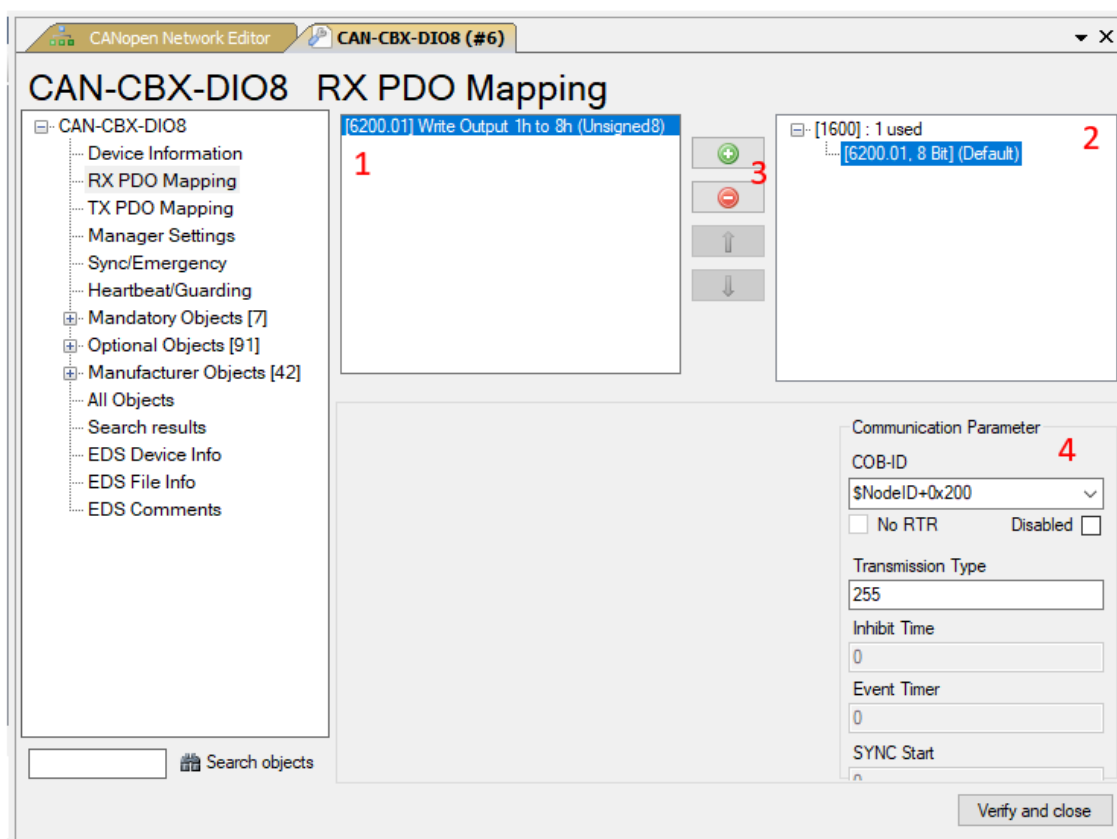 CANopen Network Editor
CAN-CBX-DIO8 (#6)
CAN-CBX-DIO8 RX PDO Mapping
CAN-CBX-DIO8
Device Information
RX PDO Mapping
TX PDO Mapping
Manager Settings
Sync/Emergency
Heartbeat/Guarding
Mandatory Objects [7]
Optional Objects [91]
Manufacturer Objects [42]
All Objects
Search results
EDS Device Info
EDS File Info
EDS Comments
Search objects
[6200.01] Write Output 1h to 8h (Unsigned8)
1
3
[1600] : 1 used
[6200.01, 8 Bit] (Default)
2
Communication Parameter
4
COB-ID
$NodeID+0x200
No RTR Disabled
Transmission Type
255
Inhibit Time
0
Event Timer
0
SYNC Start
Verify and close